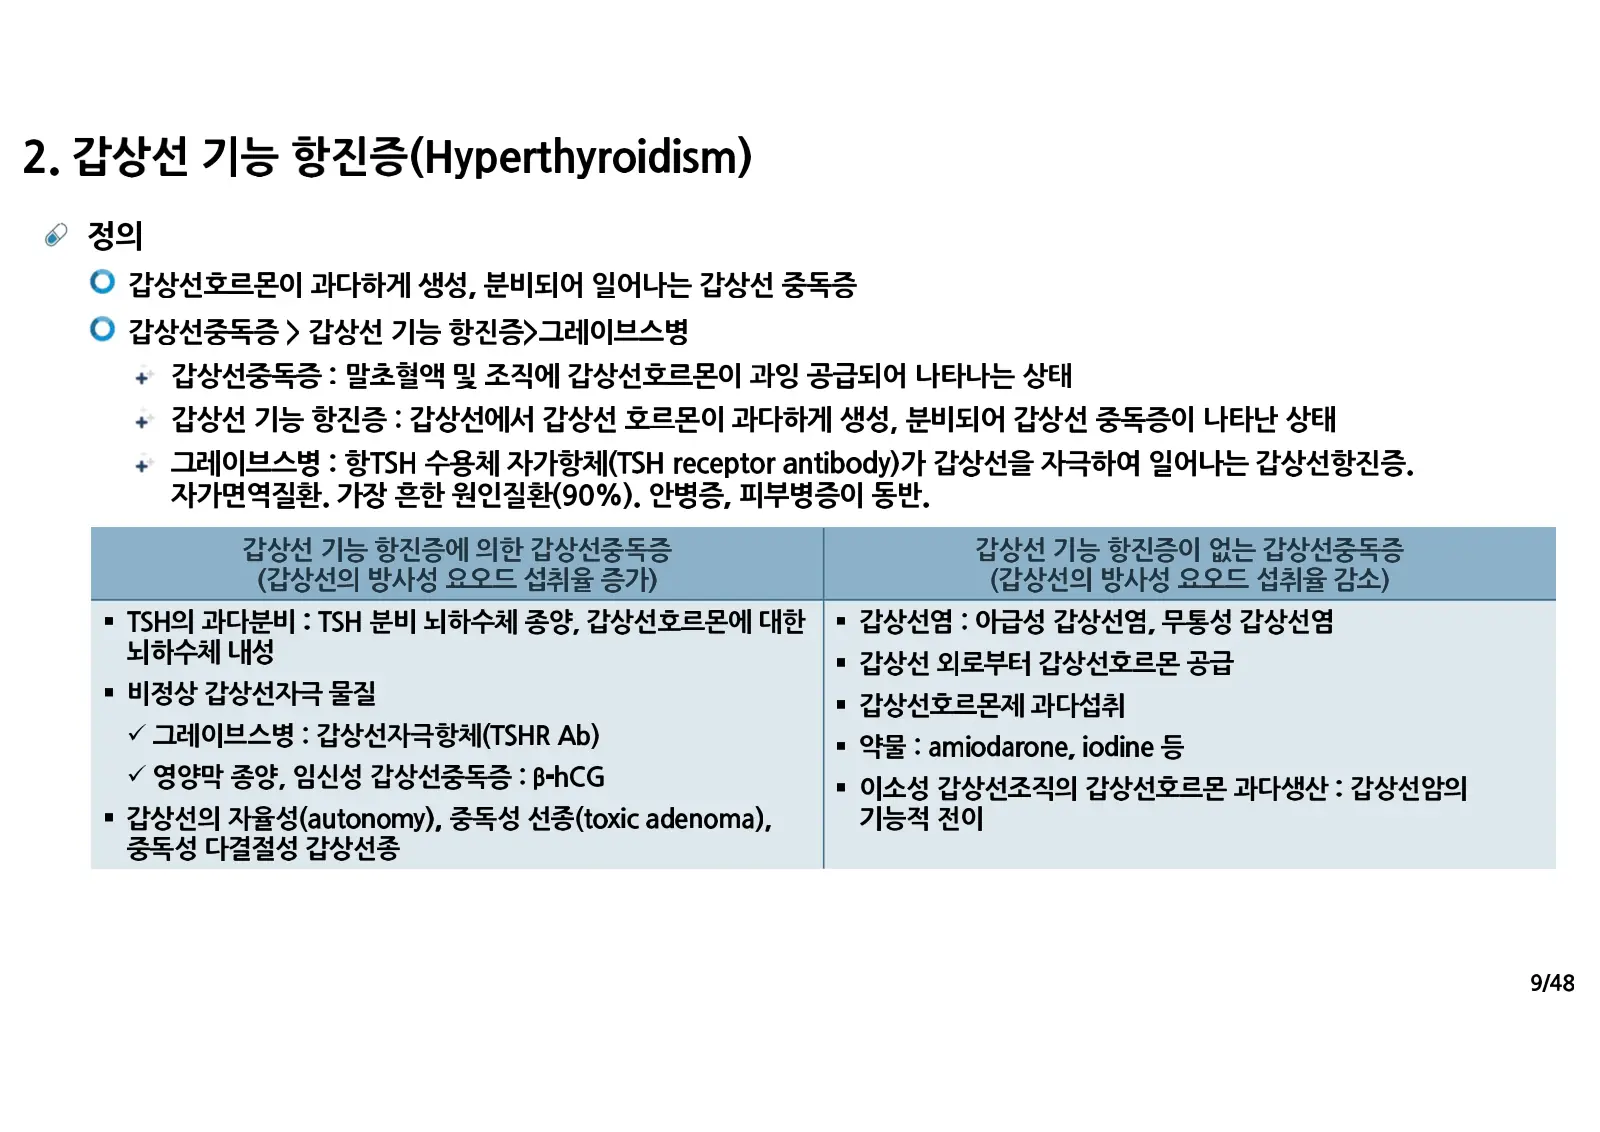 2. 갑상선 기능 항진증(Hyperthyroidism)
정의
갑상선호르몬이 과다하게 생성, 분비되어 일어나는 갑상선 중독증
갑상선중독증 > 갑상선 기능 항진증>그레이브스병
갑상선중독증 : 말초혈액 및 조직에 갑상선호르몬이 과잉 공급되어 나타나는 상태
갑상선 기능 항진증 : 갑상선에서 갑상선 호르몬이 과다하게 생성, 분비되어 갑상선 중독증이 나타난 상태
그레이브스병 : 항TSH 수용체 자가항체(TSH receptor antibody)가 갑상선을 자극하여 일어나는 갑상선항진증.
자가면역질환. 가장 흔한 원인질환(90%). 안병증, 피부병증이 동반.
갑상선 기능 항진증에 의한 갑상선중독증
(갑상선의 방사성 요오드 섭취율 증가)
▪ TSH의 과다분비 : TSH 분비 뇌하수체 종양, 갑상선호르몬에 대한
뇌하수체 내성
▪ 비정상 갑상선자극 물질
✓ 그레이브스병 : 갑상선자극항체(TSHR Ab)
✓ 영양막 종양, 임신성 갑상선중독증 : β-hCG
▪ 갑상선의 자율성(autonomy), 중독성 선종(toxic adenoma),
중독성 다결절성 갑상선종
갑상선 기능 항진증이 없는 갑상선중독증
(갑상선의 방사성 요오드 섭취율 감소)
▪ 갑상선염 : 아급성 갑상선염, 무통성 갑상선염
▪ 갑상선 외로부터 갑상선호르몬 공급
▪ 갑상선호르몬제 과다섭취
▪ 약물 : amiodarone, iodine 등
▪ 이소성 갑상선조직의 갑상선호르몬 과다생산 : 갑상선암의
기능적 전이
9/48